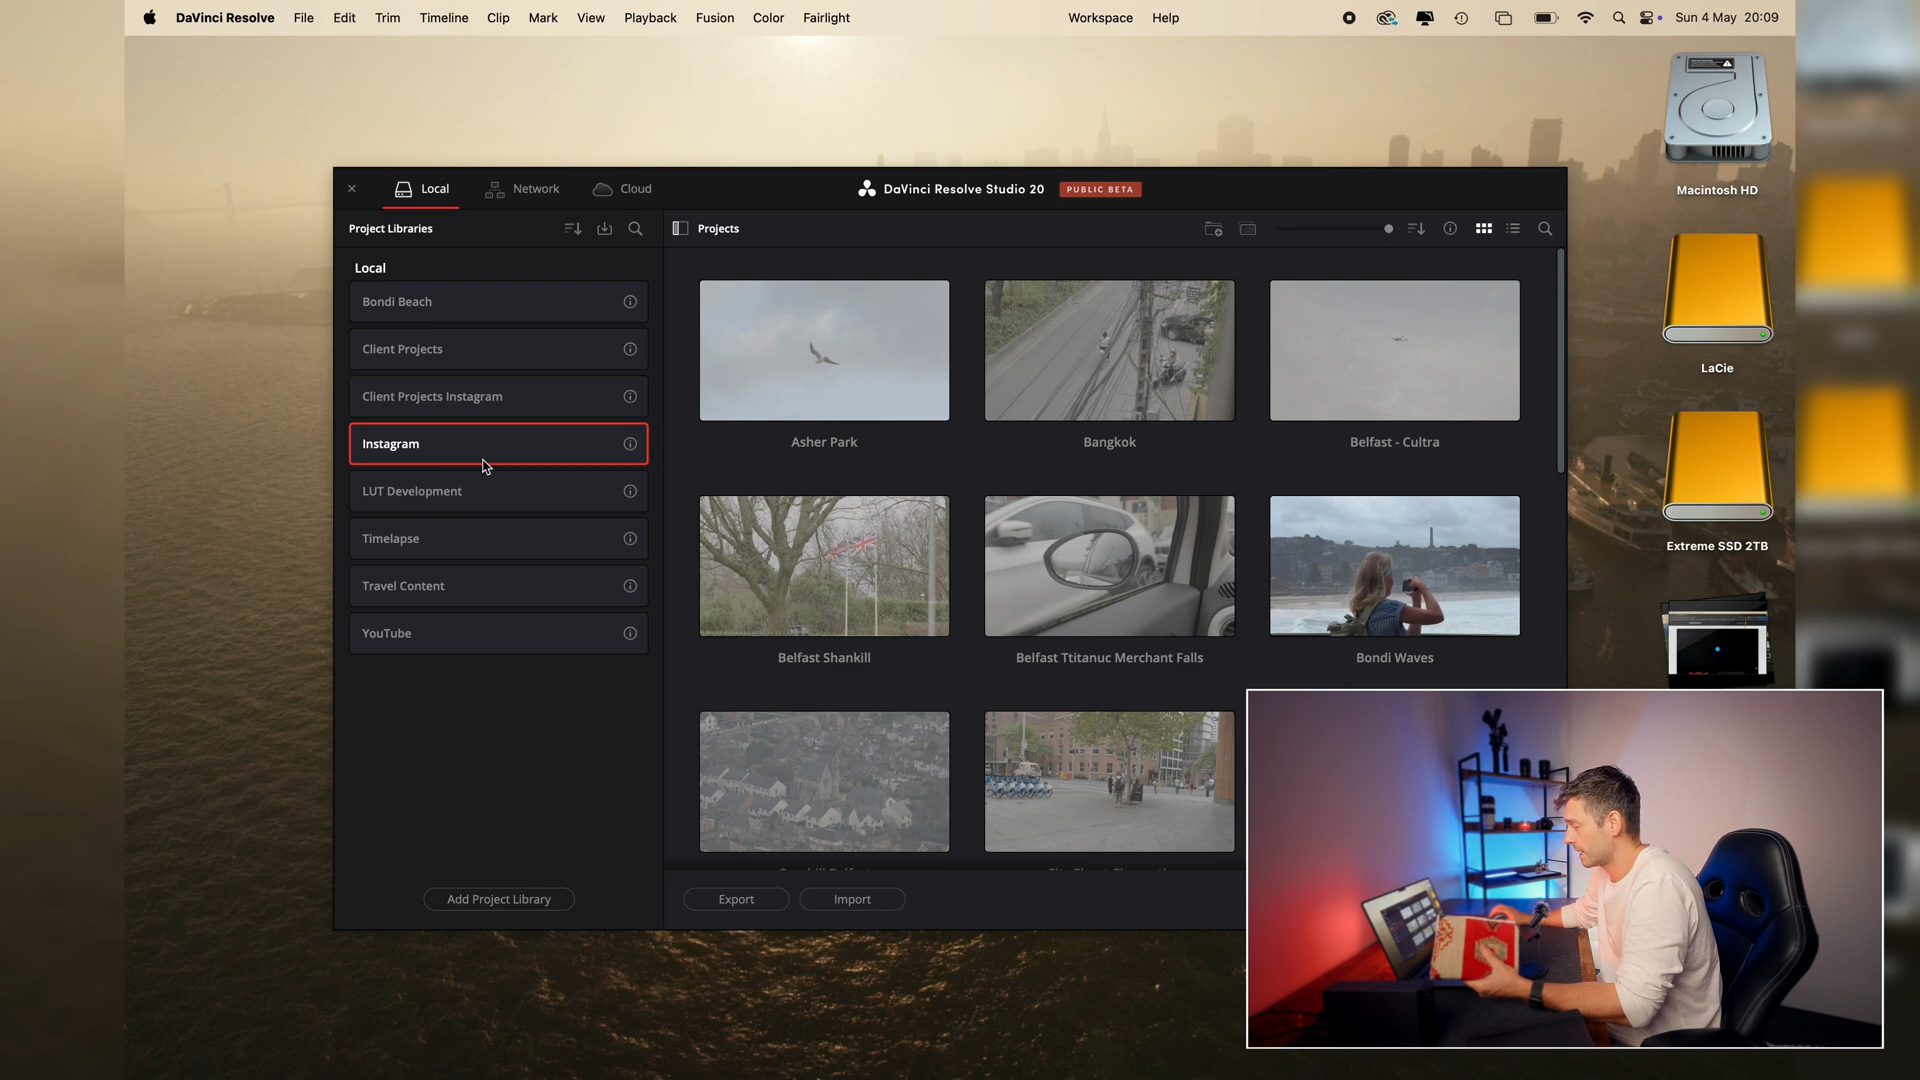 DaVinci Resolve File Edit Trim Timeline Clip Mark View Playback Fusion Color Fairlight Workspace Help Sun 4 May 20:09
Macintosh HD
LaCie
Extreme SSD 2TB
Local Network Cloud DaVinci Resolve Studio 20 PUBLIC BETA
Project Libraries Projects
Local
Bondi Beach
Client Projects
Client Projects Instagram
Instagram
LUT Development
Timelapse
Travel Content
YouTube
Add Project Library
Asher Park Bangkok Belfast - Cultra
Belfast Shankill Belfast Ttitanuc Merchant Falls Bondi Waves
Export Import